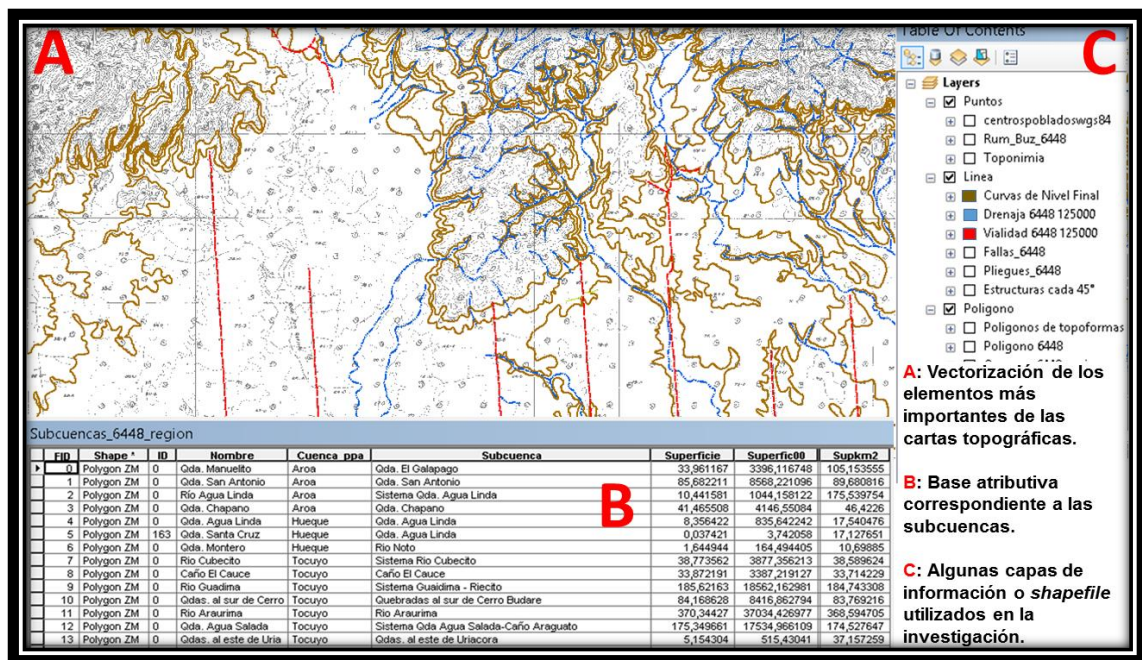 A
Table Of Contents
C
Layers
Puntos
centrospobladoswgs84
Rum_Buz_6448
Toponimia
Linea
Curvas de Nivel Final
Drenaja 6448 125000
Vialidad 6448 125000
Fallas_6448
Pliegues_6448
Estructuras cada 45°
Poligono
Poligonos de topoformas
Poligono 6448
A: Vectorización de los
elementos más
importantes de las
cartas topográficas.
B: Base atributiva
correspondiente a las
subcuencas.
C: Algunas capas de
información o shapefile
utilizados en la
investigación.
Subcuencas_6448_region
FID Shape * ID Nombre Cuenca_ppa Subcuenca Superficie Superfic00 Supkm2
0 Polygon ZM 0 Qda. Manuelito Aroa Qda. El Galapago 33,961167 3396,116748 105,153555
1 Polygon ZM 0 Qda. San Antonio Aroa Qda. San Antonio 85,682211 8568,221096 89,680816
2 Polygon ZM 0 Río Agua Linda Aroa Sistema Qda. Agua Linda 10,441581 1044,158122 175,539754
3 Polygon ZM 0 Qda. Chapano Aroa Qda. Chapano 41,465508 4146,55084 46,4226
4 Polygon ZM 0 Qda. Agua Linda Hueque Qda. Agua Linda 8,356422 835,642242 17,540476
5 Polygon ZM 163 Qda. Santa Cruz Hueque Qda. Agua Linda 0,037421 3,742058 17,127651
6 Polygon ZM 0 Qda. Montero Hueque Rio Noto 1,644944 164,494405 10,69885
7 Polygon ZM 0 Rio Cubecito Tocuyo Sistema Rio Cubecito 38,773562 3877,356213 38,589624
8 Polygon ZM 0 Caño El Cauce Tocuyo Caño El Cauce 33,872191 3387,219127 33,714229
9 Polygon ZM 0 Rio Guadima Tocuyo Sistema Guaidima - Riecito 185,62163 18562,162981 184,743308
10 Polygon ZM 0 Qdas. al sur de Cerro Tocuyo Quebradas al sur de Cerro Budare 84,168628 8416,862794 83,769216
11 Polygon ZM 0 Rio Araurima Tocuyo Rio Araurima 370,34427 37034,426977 368,594705
12 Polygon ZM 0 Qda. Agua Salada Tocuyo Sistema Qda Agua Salada-Caño Araguato 175,349661 17534,966109 174,527647
13 Polygon ZM 0 Qdas. al este de Uria Tocuyo Qdas. al este de Uriacora 5,154304 515,43041 37,157259
B